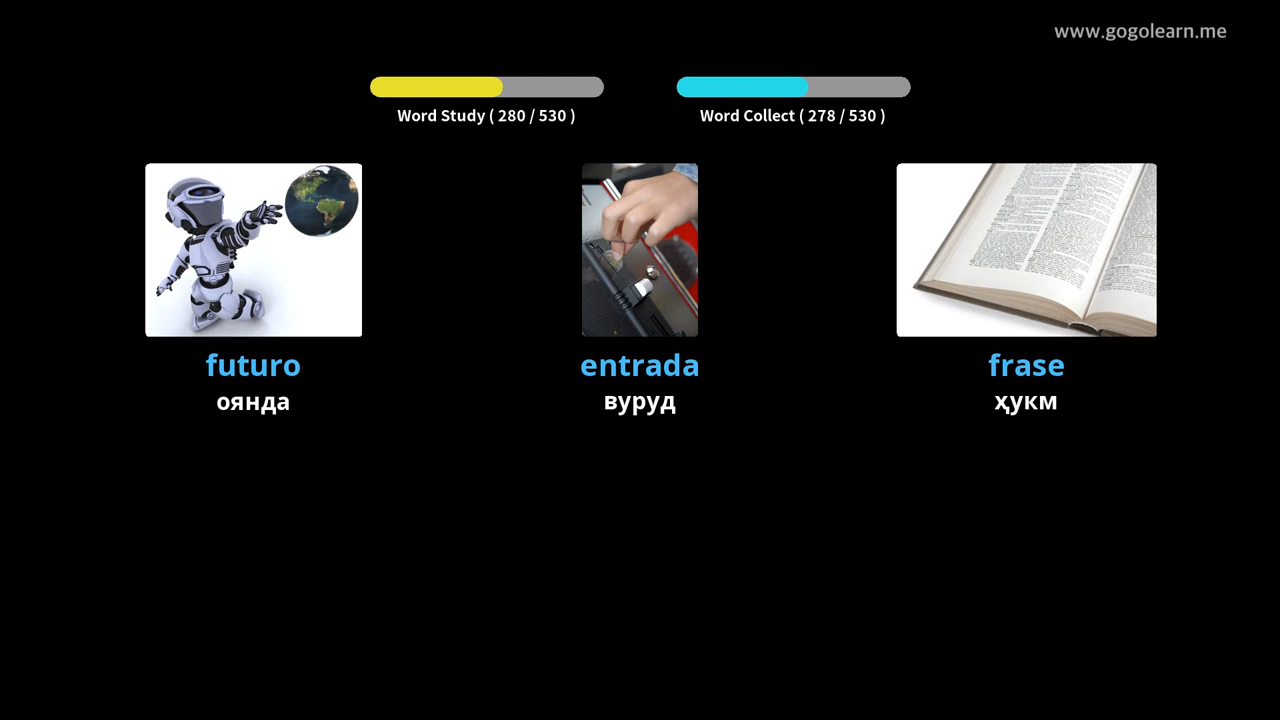 www.gogolearn.me
Word Study ( 280 / 530 )
Word Collect ( 278 / 530 )
futuro
entrada
frase
оянда
вуруд
ҳукм